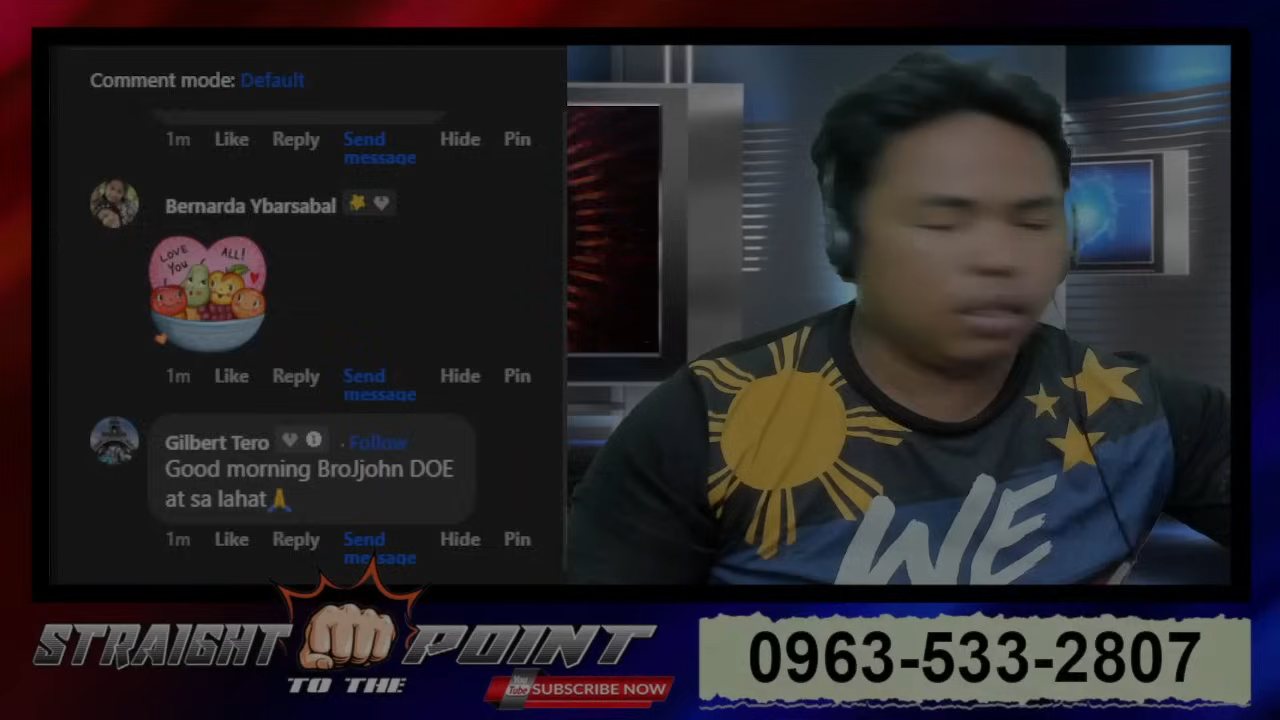 Comment mode: Default
1m Like Reply Send message Hide Pin
Bernarda Ybarsabal
LOVE You ALL!
1m Like Reply Send message Hide Pin
Gilbert Tero · Follow
Good morning BroJjohn DOE
at sa lahat🙏
1m Like Reply Send message Hide Pin
WE
STRAIGHT POINT
TO THE
You Tube SUBSCRIBE NOW
0963-533-2807